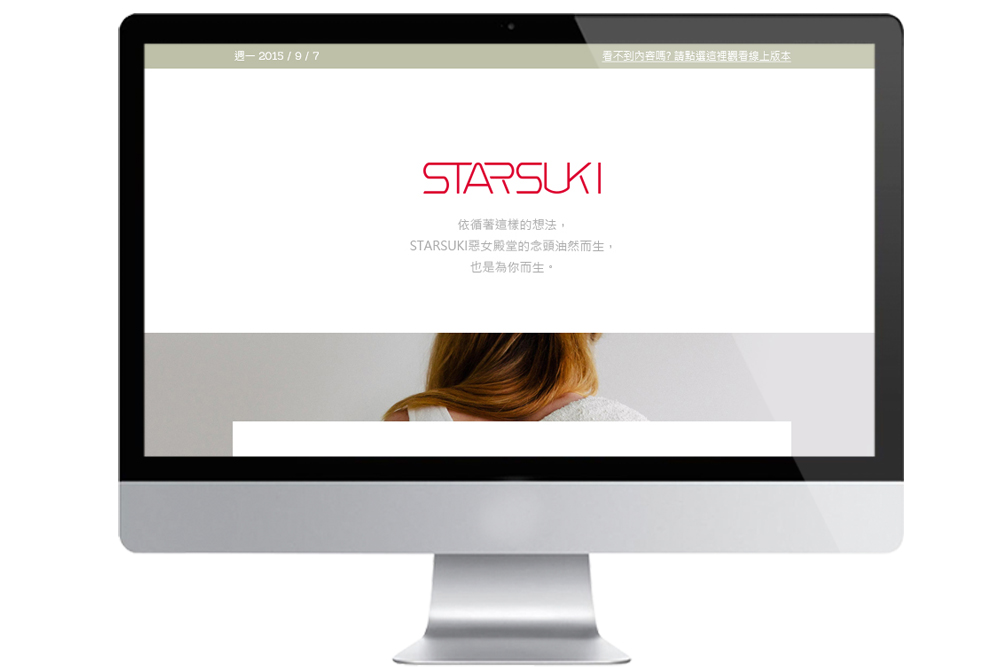 週一 2015 / 9 / 7
看不到內容嗎? 請點選這裡觀看線上版本
STARSUKI
依循著這樣的想法，
STARSUKI惡女殿堂的念頭油然而生，
也是為你而生。